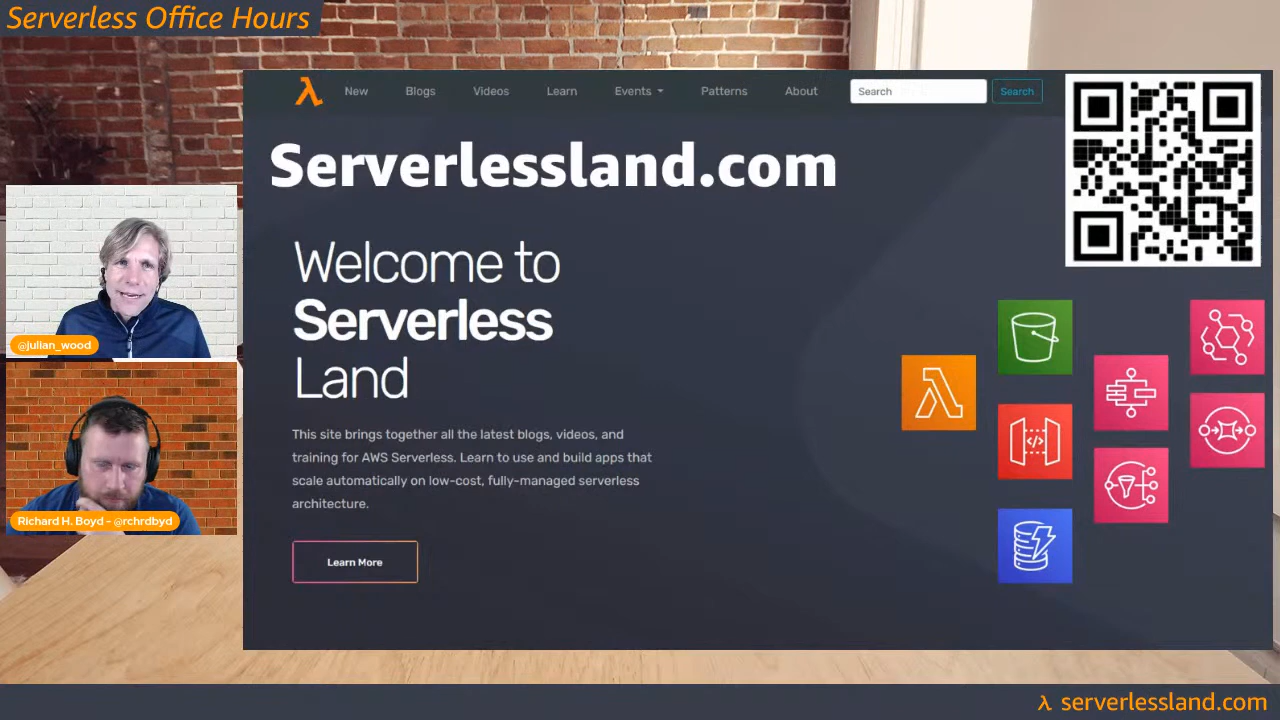 Serverless Office Hours
New
Blogs
Videos
Learn
Events
Patterns
About
Search
Search
Serverlessland.com
Welcome to
Serverless
Land
This site brings together all the latest blogs, videos, and
training for AWS Serverless. Learn to use and build apps that
scale automatically on low-cost, fully-managed serverless
architecture.
Learn More
@julian_wood
Richard H. Boyd - @rchrdbyd
λ serverlessland.com